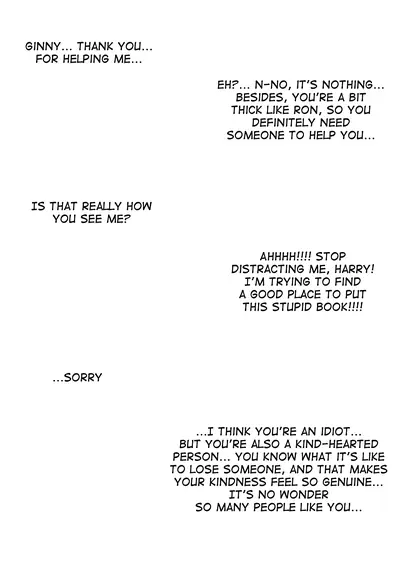 GINNY... THANK YOU...
FOR HELPING ME...
EH?... N-NO, IT'S NOTHING...
BESIDES, YOU'RE A BIT
THICK LIKE RON, SO YOU
DEFINITELY NEED
SOMEONE TO HELP YOU...
IS THAT REALLY HOW
YOU SEE ME?
AHHHH!!!! STOP
DISTRACTING ME, HARRY!
I'M TRYING TO FIND
A GOOD PLACE TO PUT
THIS STUPID BOOK!!!!
...SORRY
...I THINK YOU'RE AN IDIOT...
BUT YOU'RE ALSO A KIND-HEARTED
PERSON... YOU KNOW WHAT IT'S LIKE
TO LOSE SOMEONE, AND THAT MAKES
YOUR KINDNESS FEEL SO GENUINE...
IT'S NO WONDER
SO MANY PEOPLE LIKE YOU...